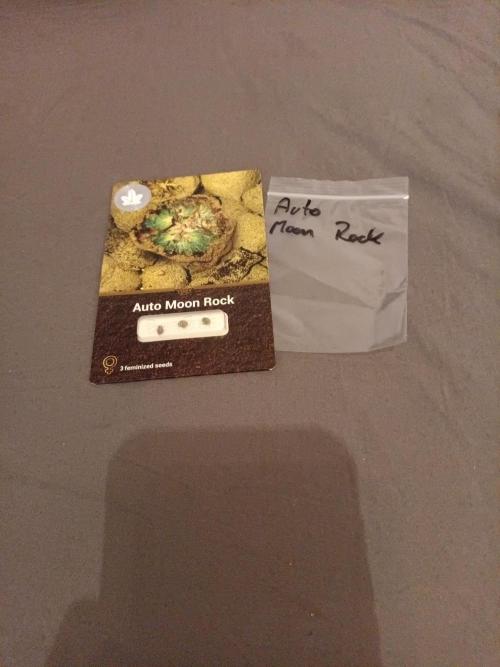 Auto Moon Rock
3 feminized seeds
Auto
Moon Rock